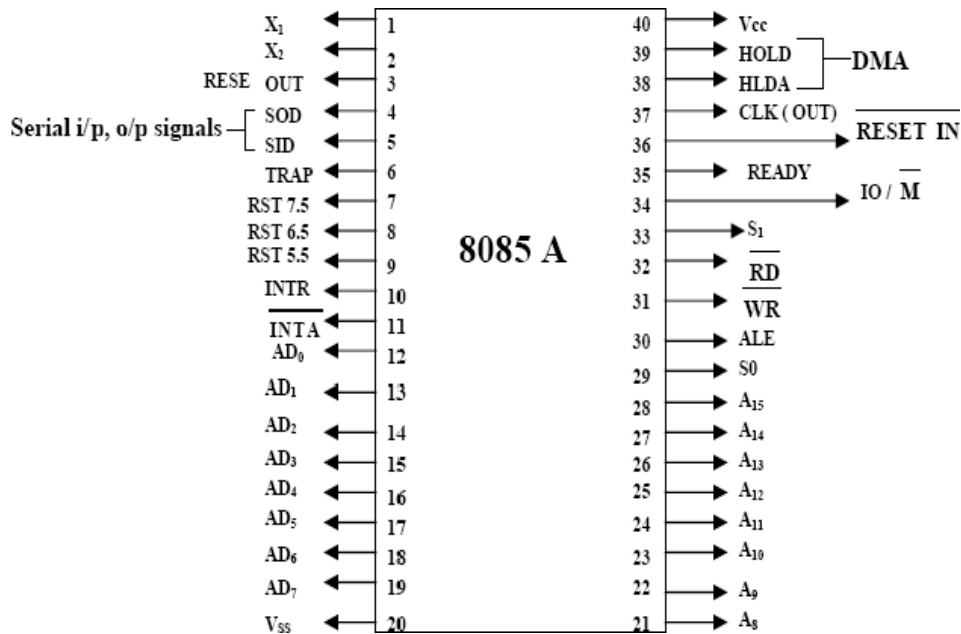 X₁ 1 40 Vcc
X₂ 2 39 HOLD
DMA
RESE OUT 3 38 HLDA
SOD 4 37 CLK ( OUT)
Serial i/p, o/p signals
SID 5 36 RESET IN
TRAP 6 35 READY
RST 7.5 7 34 IO / M
RST 6.5 8 33 S₁
8085 A
RST 5.5 9 32 RD
INTR 10 31 WR
INTA 11 30 ALE
AD₀ 12 29 S0
AD₁ 13 28 A₁₅
AD₂ 14 27 A₁₄
AD₃ 15 26 A₁₃
AD₄ 16 25 A₁₂
AD₅ 17 24 A₁₁
AD₆ 18 23 A₁₀
AD₇ 19 22 A₉
Vss 20 21 A₈